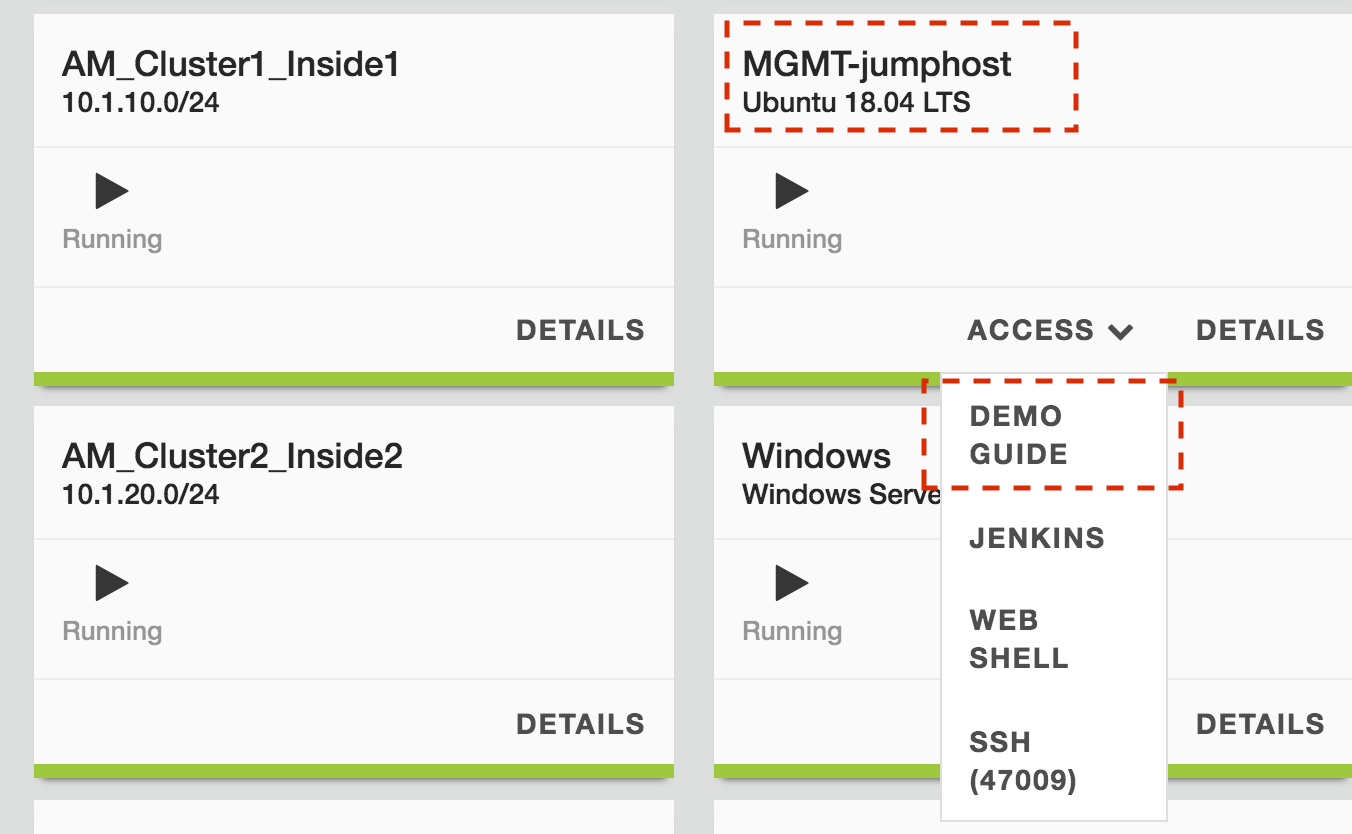 AM_Cluster1_Inside1
10.1.10.0/24
Running
DETAILS
MGMT-jumphost
Ubuntu 18.04 LTS
Running
ACCESS
DETAILS
DEMO
GUIDE
JENKINS
WEB
SHELL
SSH
(47009)
AM_Cluster2_Inside2
10.1.20.0/24
Running
DETAILS
Windows
Windows Serve
Running
DETAILS